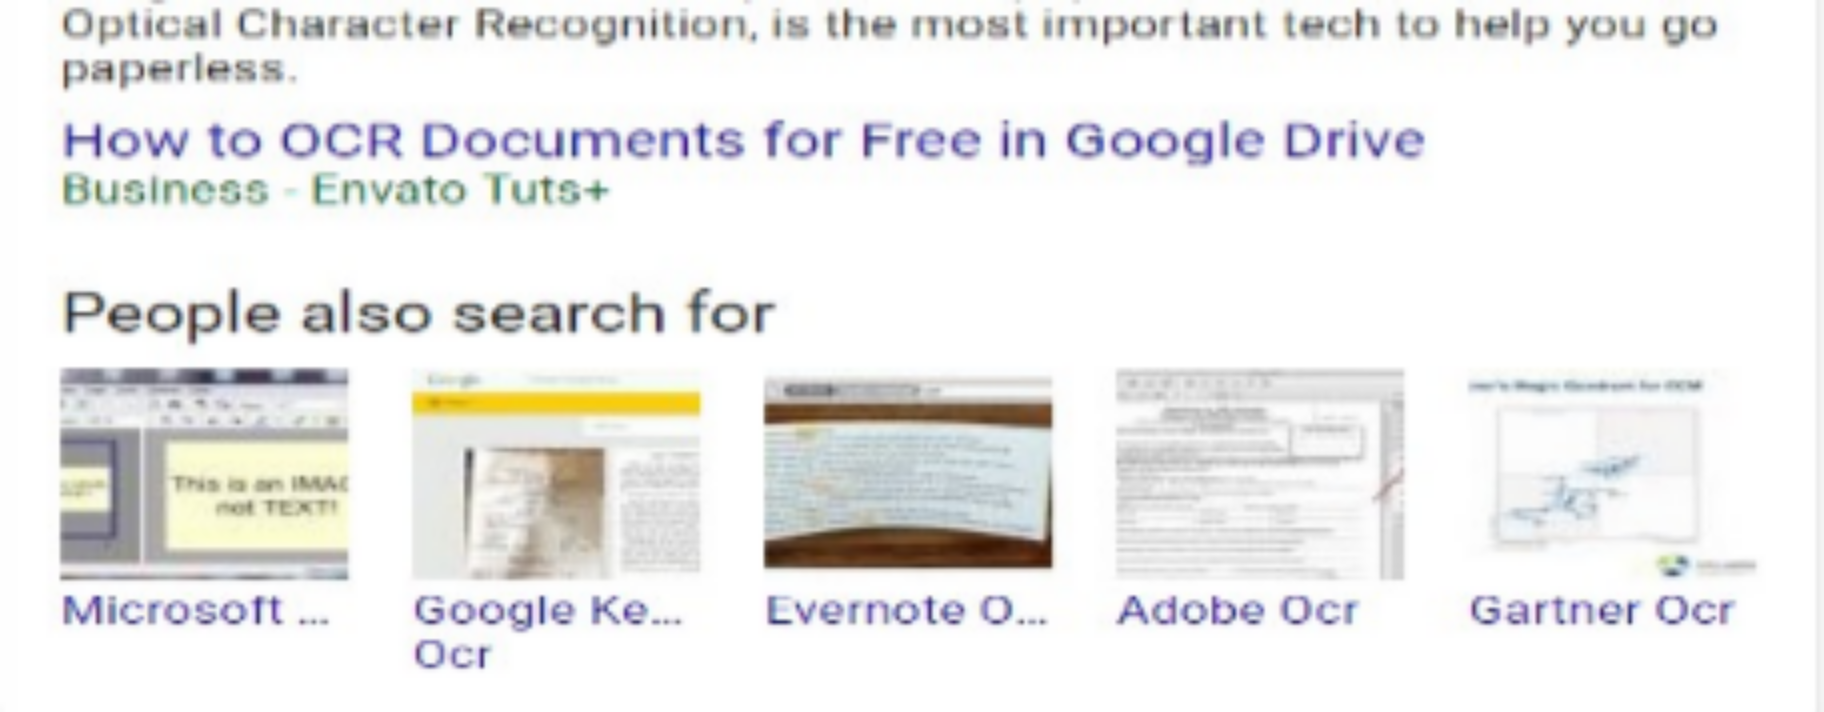 Optical Character Recognition, is the most important tech to help you go
paperless.
How to OCR Documents for Free in Google Drive
Business - Envato Tuts+
People also search for
This is an IMAG
not TEXT!
Microsoft ...
Google Ke...
Ocr
Evernote O...
Adobe Ocr
Gartner Ocr